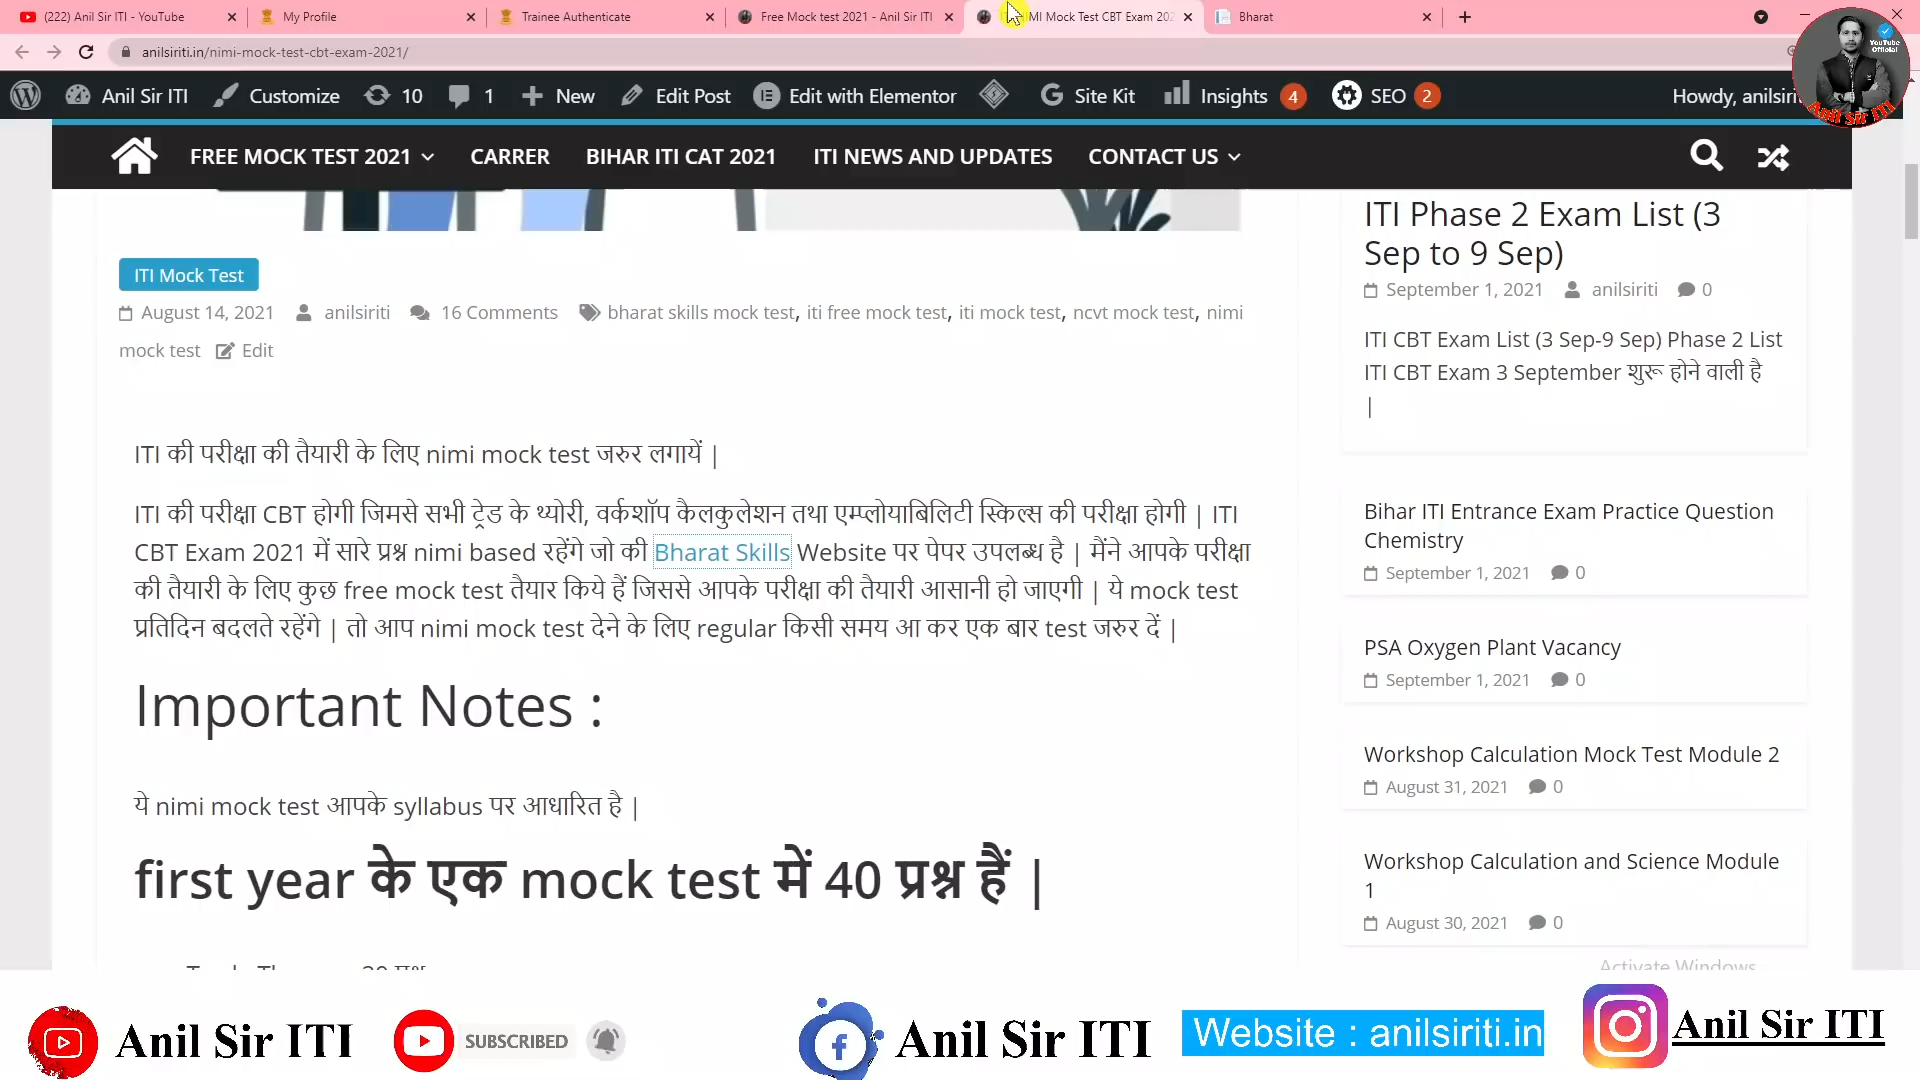 (222) Anil Sir ITI - YouTube
My Profile
Trainee Authenticate
Free Mock test 2021 - Anil Sir ITI
IMI Mock Test CBT Exam 202
Bharat
anilsiriti.in/nimi-mock-test-cbt-exam-2021/
YouTube
Official
Anil Sir ITI
Anil Sir ITI
Customize
10
1
New
Edit Post
Edit with Elementor
Site Kit
Insights 4
SEO 2
Howdy, anilsirit
FREE MOCK TEST 2021
CARRER
BIHAR ITI CAT 2021
ITI NEWS AND UPDATES
CONTACT US
ITI Mock Test
August 14, 2021 anilsiriti 16 Comments bharat skills mock test, iti free mock test, iti mock test, ncvt mock test, nimi
mock test Edit
ITI की परीक्षा की तैयारी के लिए nimi mock test जरुर लगायें |
ITI की परीक्षा CBT होगी जिमसे सभी ट्रेड के थ्योरी, वर्कशॉप कैलकुलेशन तथा एम्प्लोयाबिलिटी स्किल्स की परीक्षा होगी | ITI
CBT Exam 2021 में सारे प्रश्न nimi based रहेंगे जो की Bharat Skills Website पर पेपर उपलब्ध है | मैंने आपके परीक्षा
की तैयारी के लिए कुछ free mock test तैयार किये हैं जिससे आपके परीक्षा की तैयारी आसानी हो जाएगी | ये mock test
प्रतिदिन बदलते रहेंगे | तो आप nimi mock test देने के लिए regular किसी समय आ कर एक बार test जरुर दें |
Important Notes :
ये nimi mock test आपके syllabus पर आधारित है |
first year के एक mock test में 40 प्रश्न हैं |
ITI Phase 2 Exam List (3
Sep to 9 Sep)
September 1, 2021 anilsiriti 0
ITI CBT Exam List (3 Sep-9 Sep) Phase 2 List
ITI CBT Exam 3 September शुरू होने वाली है
|
Bihar ITI Entrance Exam Practice Question
Chemistry
September 1, 2021 0
PSA Oxygen Plant Vacancy
September 1, 2021 0
Workshop Calculation Mock Test Module 2
August 31, 2021 0
Workshop Calculation and Science Module
1
August 30, 2021 0
Activate Windows
Anil Sir ITI
SUBSCRIBED
Anil Sir ITI
Website : anilsiriti.in
Anil Sir ITI